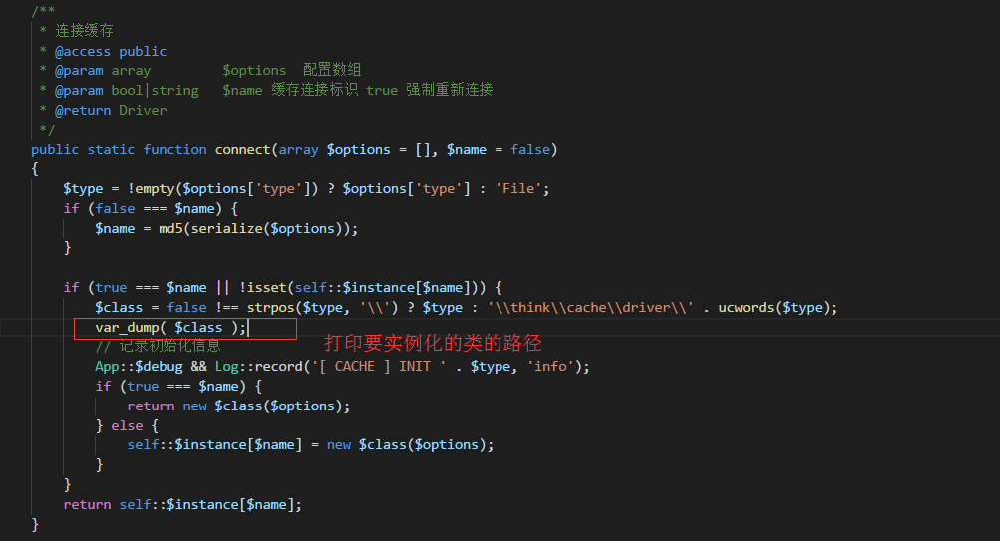 /**
 * 连接缓存
 * @access public
 * @param array         $options  配置数组
 * @param bool|string   $name 缓存连接标识 true 强制重新连接
 * @return Driver
 */
public static function connect(array $options = [], $name = false)
{
    $type = !empty($options['type']) ? $options['type'] : 'File';
    if (false === $name) {
        $name = md5(serialize($options));
    }

    if (true === $name || !isset(self::$instance[$name])) {
        $class = false !== strpos($type, '\\') ? $type : '\\think\\cache\\driver\\' . ucwords($type);
        var_dump( $class );
打印要实例化的类的路径
        // 记录初始化信息
        App::$debug && Log::record('[ CACHE ] INIT ' . $type, 'info');
        if (true === $name) {
            return new $class($options);
        } else {
            self::$instance[$name] = new $class($options);
        }
    }
    return self::$instance[$name];
}